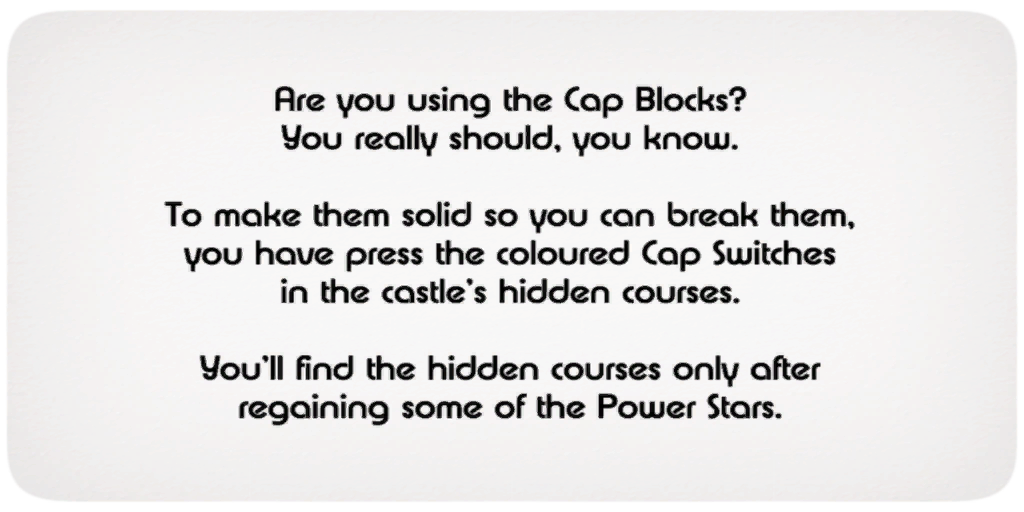 Are you using the Cap Blocks?
You really should, you know.
To make them solid so you can break them,
you have press the coloured Cap Switches
in the castle's hidden courses.
You'll find the hidden courses only after
regaining some of the Power Stars.